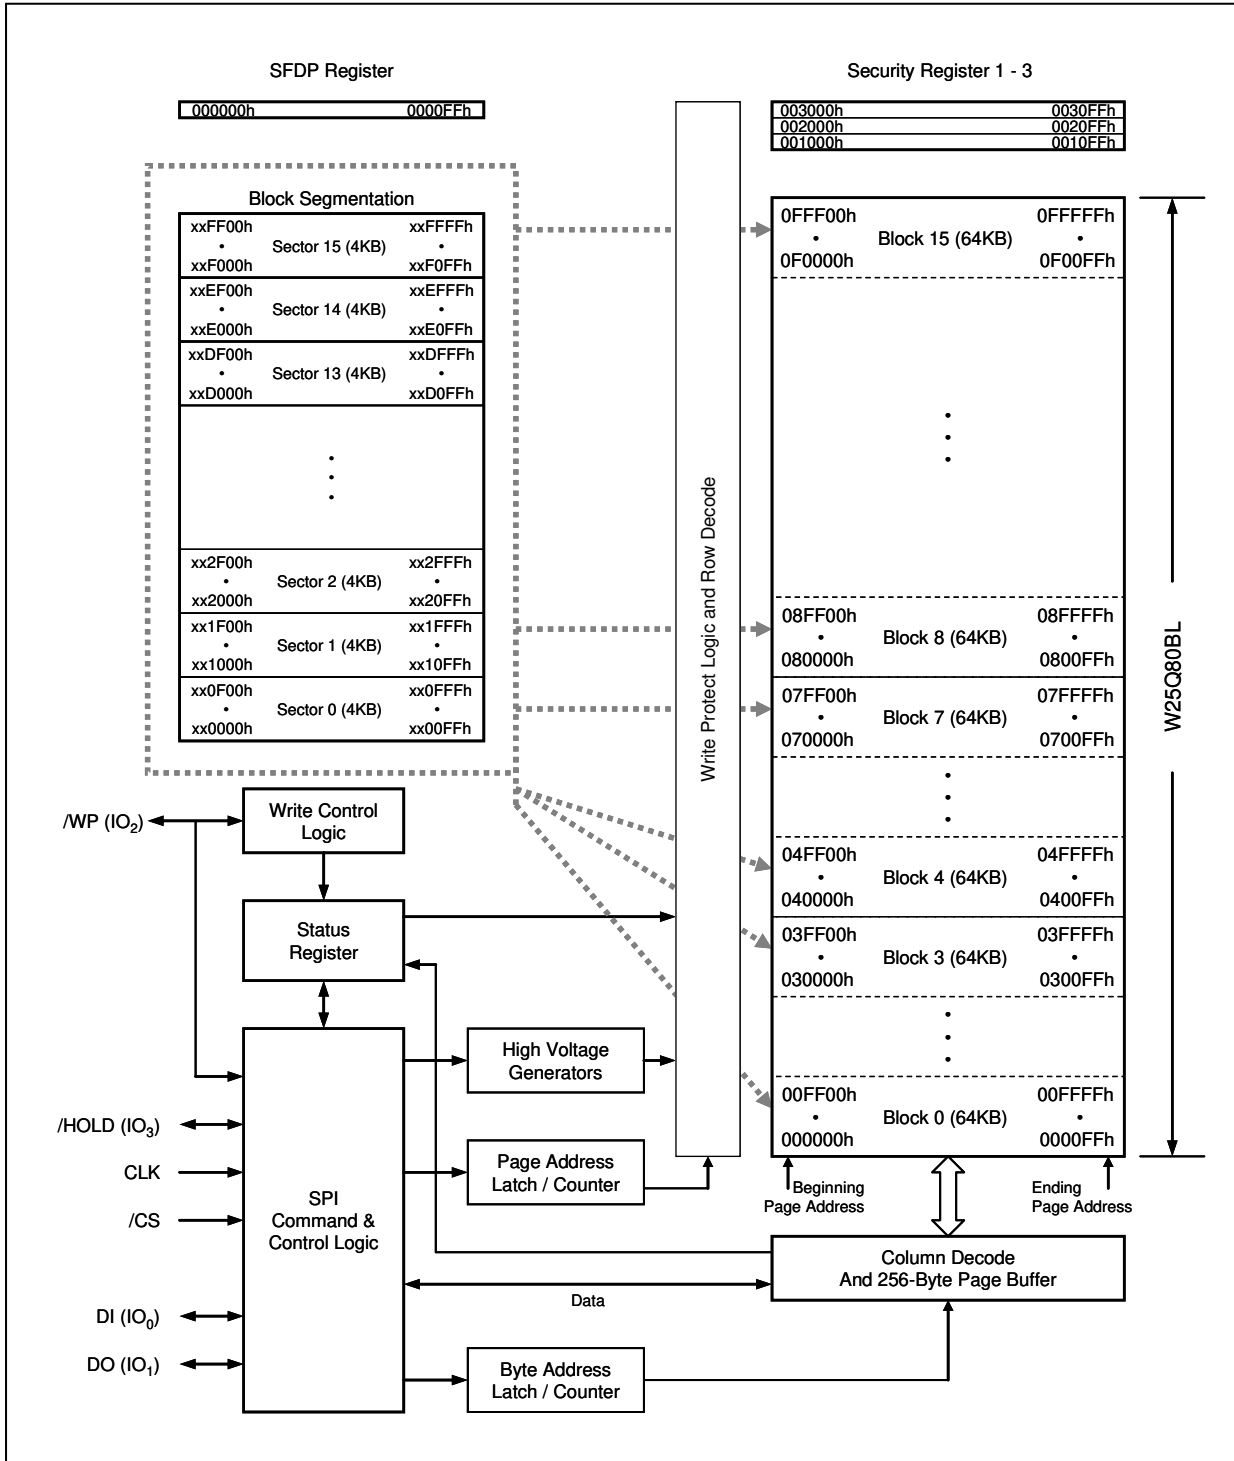 SFDP Register
000000h 0000FFh
Security Register 1 - 3
003000h 0030FFh
002000h 0020FFh
001000h 0010FFh
Block Segmentation
xxFF00h xxFFFFh
• Sector 15 (4KB) •
xxF000h xxF0FFh
xxEF00h xxEFFFh
• Sector 14 (4KB) •
xxE000h xxE0FFh
xxDF00h xxDFFFh
• Sector 13 (4KB) •
xxD000h xxD0FFh
xx2F00h xx2FFFh
• Sector 2 (4KB) •
xx2000h xx20FFh
xx1F00h xx1FFFh
• Sector 1 (4KB) •
xx1000h xx10FFh
xx0F00h xx0FFFh
• Sector 0 (4KB) •
xx0000h xx00FFh
Write Protect Logic and Row Decode
0FFF00h 0FFFFFh
• Block 15 (64KB) •
0F0000h 0F00FFh
08FF00h 08FFFFh
• Block 8 (64KB) •
080000h 0800FFh
07FF00h 07FFFFh
• Block 7 (64KB) •
070000h 0700FFh
04FF00h 04FFFFh
• Block 4 (64KB) •
040000h 0400FFh
03FF00h 03FFFFh
• Block 3 (64KB) •
030000h 0300FFh
00FF00h 00FFFFh
• Block 0 (64KB) •
000000h 0000FFh
W25Q80BL
Beginning
Page Address
Ending
Page Address
/WP (IO2)
Write Control
Logic
Status
Register
High Voltage
Generators
/HOLD (IO3)
CLK
/CS
DI (IO0)
DO (IO1)
SPI
Command &
Control Logic
Page Address
Latch / Counter
Column Decode
And 256-Byte Page Buffer
Data
Byte Address
Latch / Counter